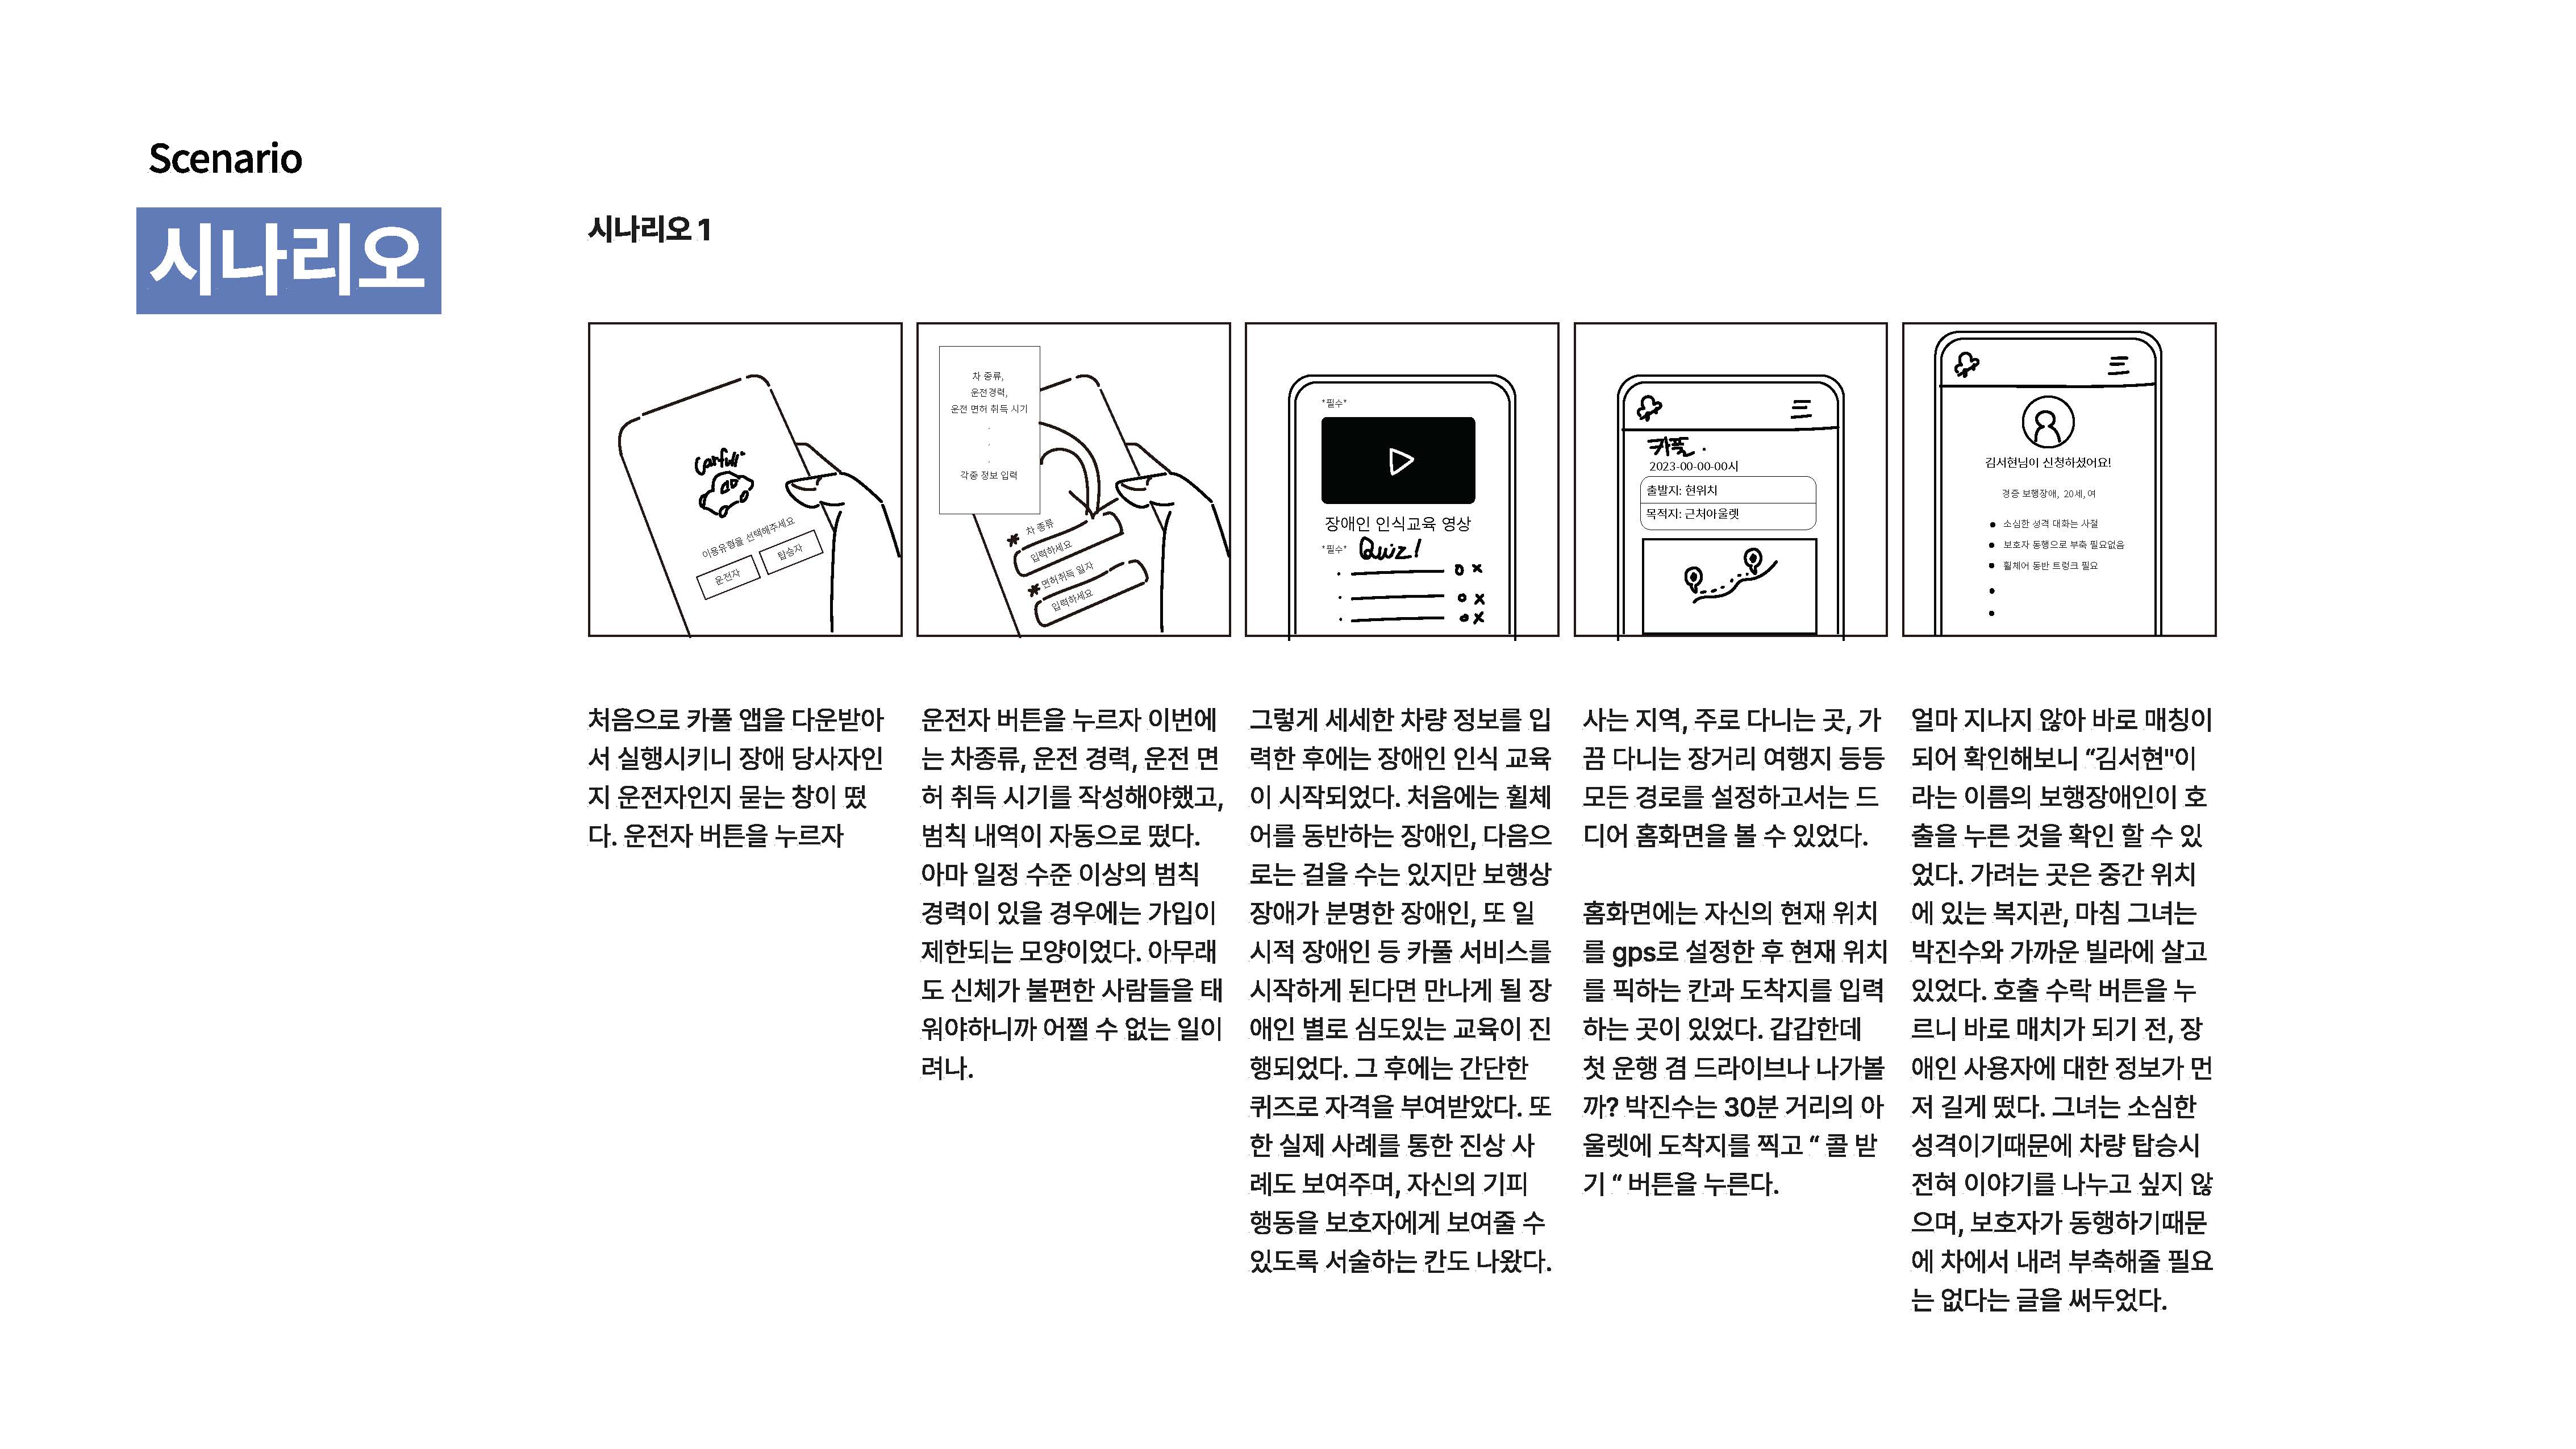 Scenario
시나리오
시나리오 1
Carfull
이용유형을 선택해주세요
운전자
탑승자
차 종류,
운전경력,
운전 면허 취득 시기
.
.
.
각종 정보 입력
* 차 종류
입력하세요
* 면허취득 일자
입력하세요
*필수*
장애인 인식교육 영상
*필수* Quiz!
o x
o x
o x
카풀 .
2023-00-00-00시
출발지: 현위치
목적지: 근처아울렛
김서현님이 신청하셨어요!
경증 보행장애, 20세, 여
• 소심한 성격 대화는 사절
• 보호자 동행으로 부축 필요없음
• 휠체어 동반 트렁크 필요
•
•
처음으로 카풀 앱을 다운받아
서 실행시키니 장애 당사자인
지 운전자인지 묻는 창이 떴
다. 운전자 버튼을 누르자
운전자 버튼을 누르자 이번에
는 차종류, 운전 경력, 운전 면
허 취득 시기를 작성해야했고,
범칙 내역이 자동으로 떴다.
아마 일정 수준 이상의 범칙
경력이 있을 경우에는 가입이
제한되는 모양이었다. 아무래
도 신체가 불편한 사람들을 태
워야하니까 어쩔 수 없는 일이
려나.
그렇게 세세한 차량 정보를 입
력한 후에는 장애인 인식 교육
이 시작되었다. 처음에는 휠체
어를 동반하는 장애인, 다음으
로는 걸을 수는 있지만 보행상
장애가 분명한 장애인, 또 일
시적 장애인 등 카풀 서비스를
시작하게 된다면 만나게 될 장
애인 별로 심도있는 교육이 진
행되었다. 그 후에는 간단한
퀴즈로 자격을 부여받았다. 또
한 실제 사례를 통한 진상 사
례도 보여주며, 자신의 기피
행동을 보호자에게 보여줄 수
있도록 서술하는 칸도 나왔다.
사는 지역, 주로 다니는 곳, 가
끔 다니는 장거리 여행지 등등
모든 경로를 설정하고서는 드
디어 홈화면을 볼 수 있었다.
홈화면에는 자신의 현재 위치
를 gps로 설정한 후 현재 위치
를 픽하는 칸과 도착지를 입력
하는 곳이 있었다. 갑갑한데
첫 운행 겸 드라이브나 나가볼
까? 박진수는 30분 거리의 아
울렛에 도착지를 찍고 “ 콜 받
기 “ 버튼을 누른다.
얼마 지나지 않아 바로 매칭이
되어 확인해보니 “김서현"이
라는 이름의 보행장애인이 호
출을 누른 것을 확인 할 수 있
었다. 가려는 곳은 중간 위치
에 있는 복지관, 마침 그녀는
박진수와 가까운 빌라에 살고
있었다. 호출 수락 버튼을 누
르니 바로 매치가 되기 전, 장
애인 사용자에 대한 정보가 먼
저 길게 떴다. 그녀는 소심한
성격이기때문에 차량 탑승시
전혀 이야기를 나누고 싶지 않
으며, 보호자가 동행하기때문
에 차에서 내려 부축해줄 필요
는 없다는 글을 써두었다.